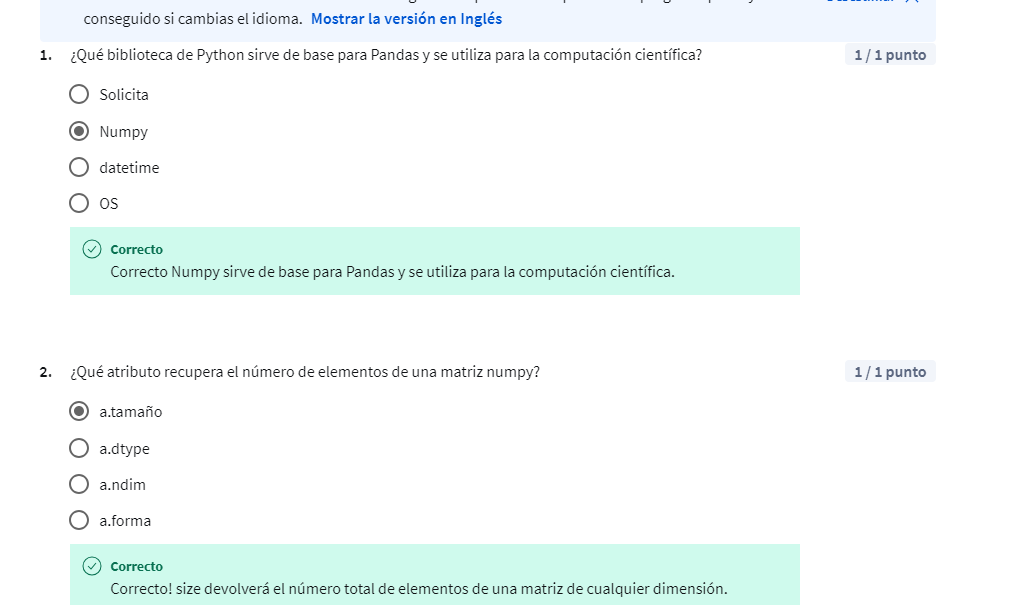 conseguido si cambias el idioma. Mostrar la versión en Inglés
1. ¿Qué biblioteca de Python sirve de base para Pandas y se utiliza para la computación científica? 1 / 1 punto
Solicita
Numpy
datetime
OS
Correcto
Correcto Numpy sirve de base para Pandas y se utiliza para la computación científica.
2. ¿Qué atributo recupera el número de elementos de una matriz numpy? 1 / 1 punto
a.tamaño
a.dtype
a.ndim
a.forma
Correcto
Correcto! size devolverá el número total de elementos de una matriz de cualquier dimensión.